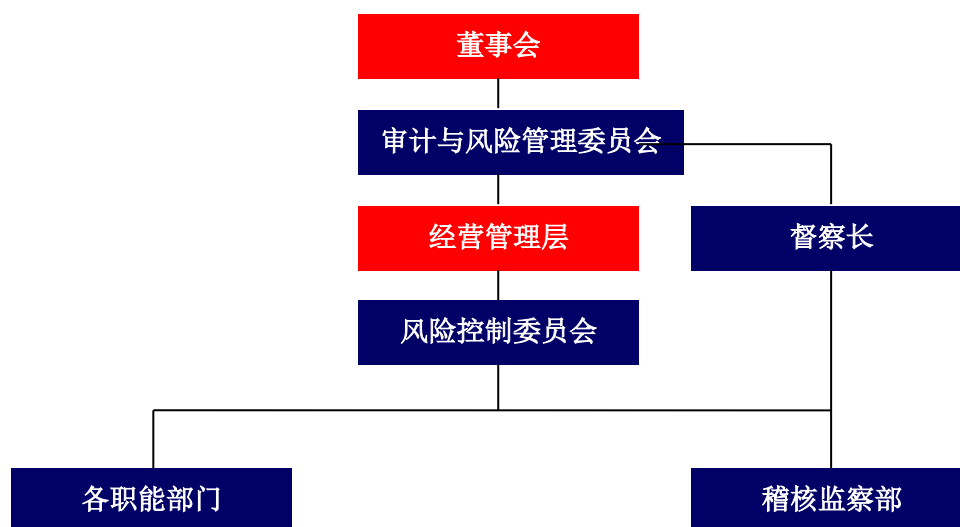 董事会
审计与风险管理委员会
经营管理层
督察长
风险控制委员会
各职能部门
稽核监察部